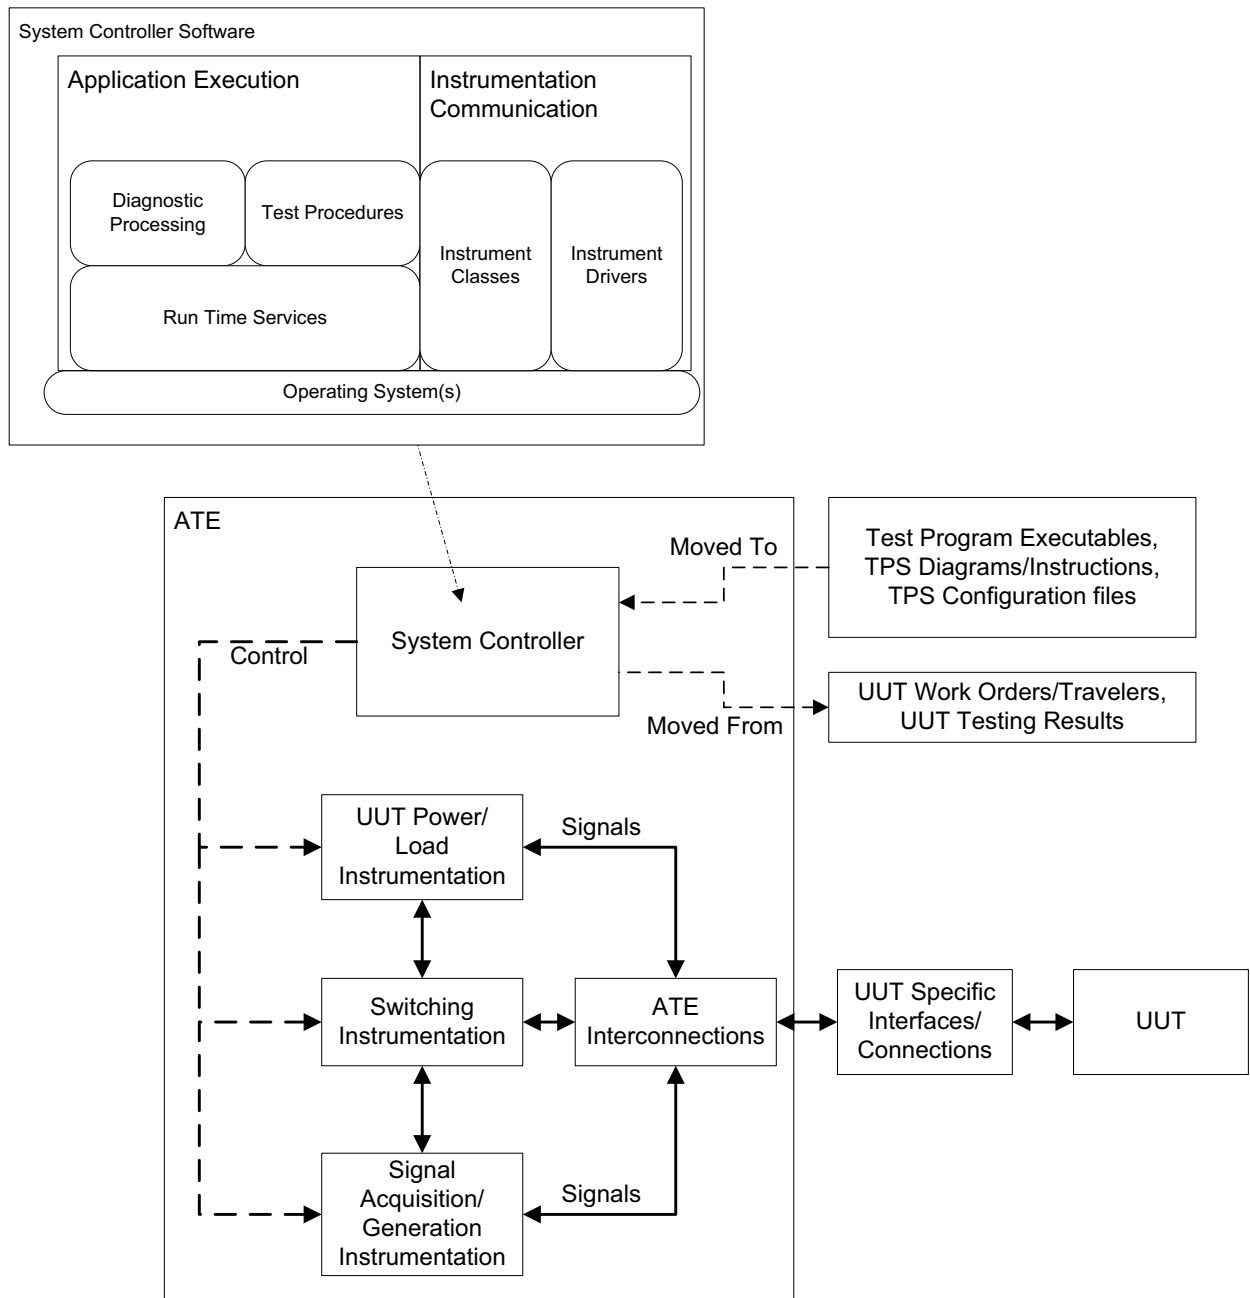 System Controller Software
Application Execution
Instrumentation
Communication
Diagnostic
Processing
Test Procedures
Instrument
Classes
Instrument
Drivers
Run Time Services
Operating System(s)
ATE
Moved To
Test Program Executables,
TPS Diagrams/Instructions,
TPS Configuration files
System Controller
Control
Moved From
UUT Work Orders/Travelers,
UUT Testing Results
UUT Power/
Load
Instrumentation
Signals
Switching
Instrumentation
ATE
Interconnections
UUT Specific
Interfaces/
Connections
UUT
Signal
Acquisition/
Generation
Instrumentation
Signals